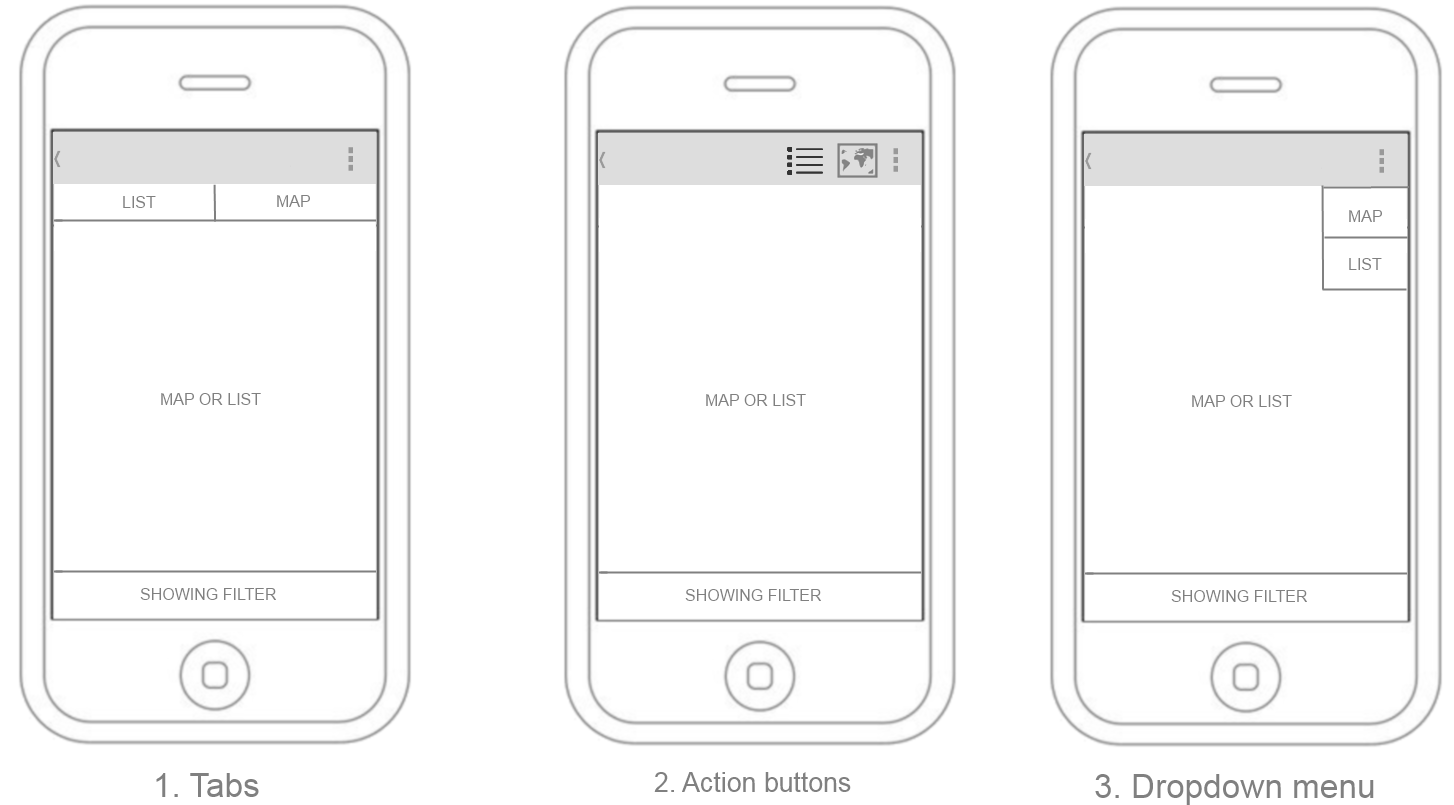 LIST
MAP
MAP OR LIST
SHOWING FILTER
1. Tabs
MAP OR LIST
SHOWING FILTER
2. Action buttons
MAP
LIST
MAP OR LIST
SHOWING FILTER
3. Dropdown menu